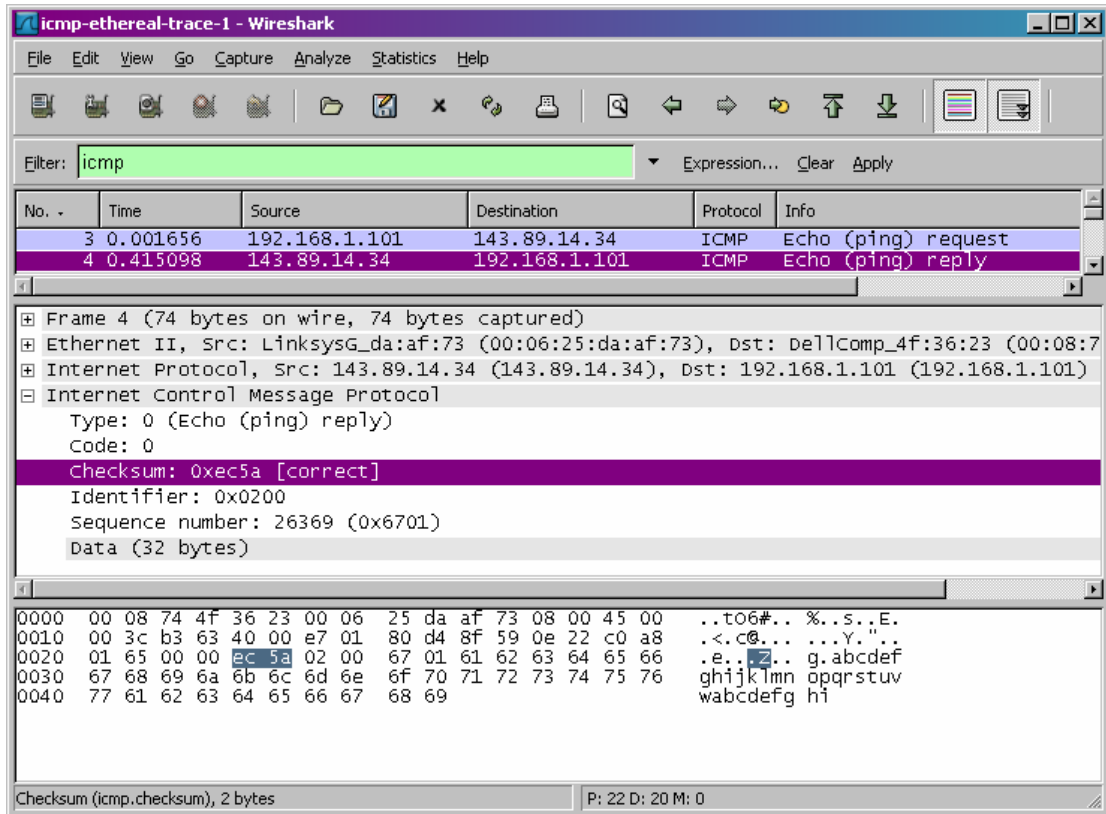 icmp-ethereal-trace-1 - Wireshark
File Edit View Go Capture Analyze Statistics Help
Filter: icmp Expression... Clear Apply
No. Time Source Destination Protocol Info
3 0.001656 192.168.1.101 143.89.14.34 ICMP Echo (ping) request
4 0.415098 143.89.14.34 192.168.1.101 ICMP Echo (ping) reply
Frame 4 (74 bytes on wire, 74 bytes captured)
Ethernet II, Src: LinksysG_da:af:73 (00:06:25:da:af:73), Dst: DellComp_4f:36:23 (00:08:7
Internet Protocol, Src: 143.89.14.34 (143.89.14.34), Dst: 192.168.1.101 (192.168.1.101)
Internet Control Message Protocol
Type: 0 (Echo (ping) reply)
Code: 0
Checksum: 0xec5a [correct]
Identifier: 0x0200
Sequence number: 26369 (0x6701)
Data (32 bytes)
0000 00 08 74 4f 36 23 00 06 25 da af 73 08 00 45 00 ..tO6#.. %..s..E.
0010 00 3c b3 63 40 00 e7 01 80 d4 8f 59 0e 22 c0 a8 .<.c@... ...Y."..
0020 01 65 00 00 ec 5a 02 00 67 01 61 62 63 64 65 66 .e...Z.. g.abcdef
0030 67 68 69 6a 6b 6c 6d 6e 6f 70 71 72 73 74 75 76 ghijklmn opqrstuv
0040 77 61 62 63 64 65 66 67 68 69 wabcdefg hi
Checksum (icmp.checksum), 2 bytes P: 22 D: 20 M: 0